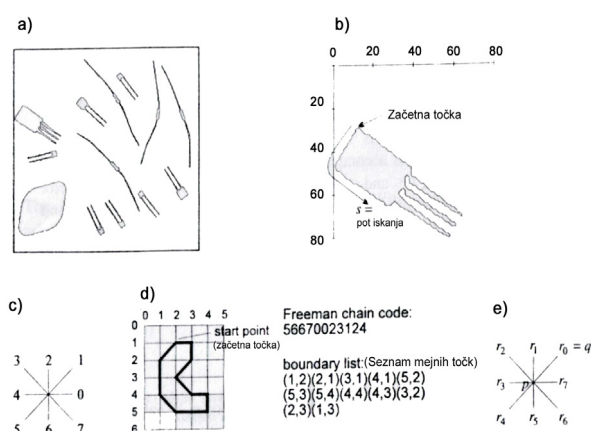 a)
b)
0 20 40 60 80
20
40
60
80
Začetna točka
s =
pot iskanja
c)
3 2 1
4 0
5 6 7
d)
0 1 2 3 4 5
0
1
2
3
4
5
6
start point
(začetna točka)
Freeman chain code:
56670023124
boundary list:(Seznam mejnih točk)
(1,2)(2,1)(3.1)(4,1)(5,2)
(5,3)(5,4)(4,4)(4,3)(3,2)
(2,3)(1,3)
e)
r2 r1 r0 = q
r3 p r7
r4 r5 r6